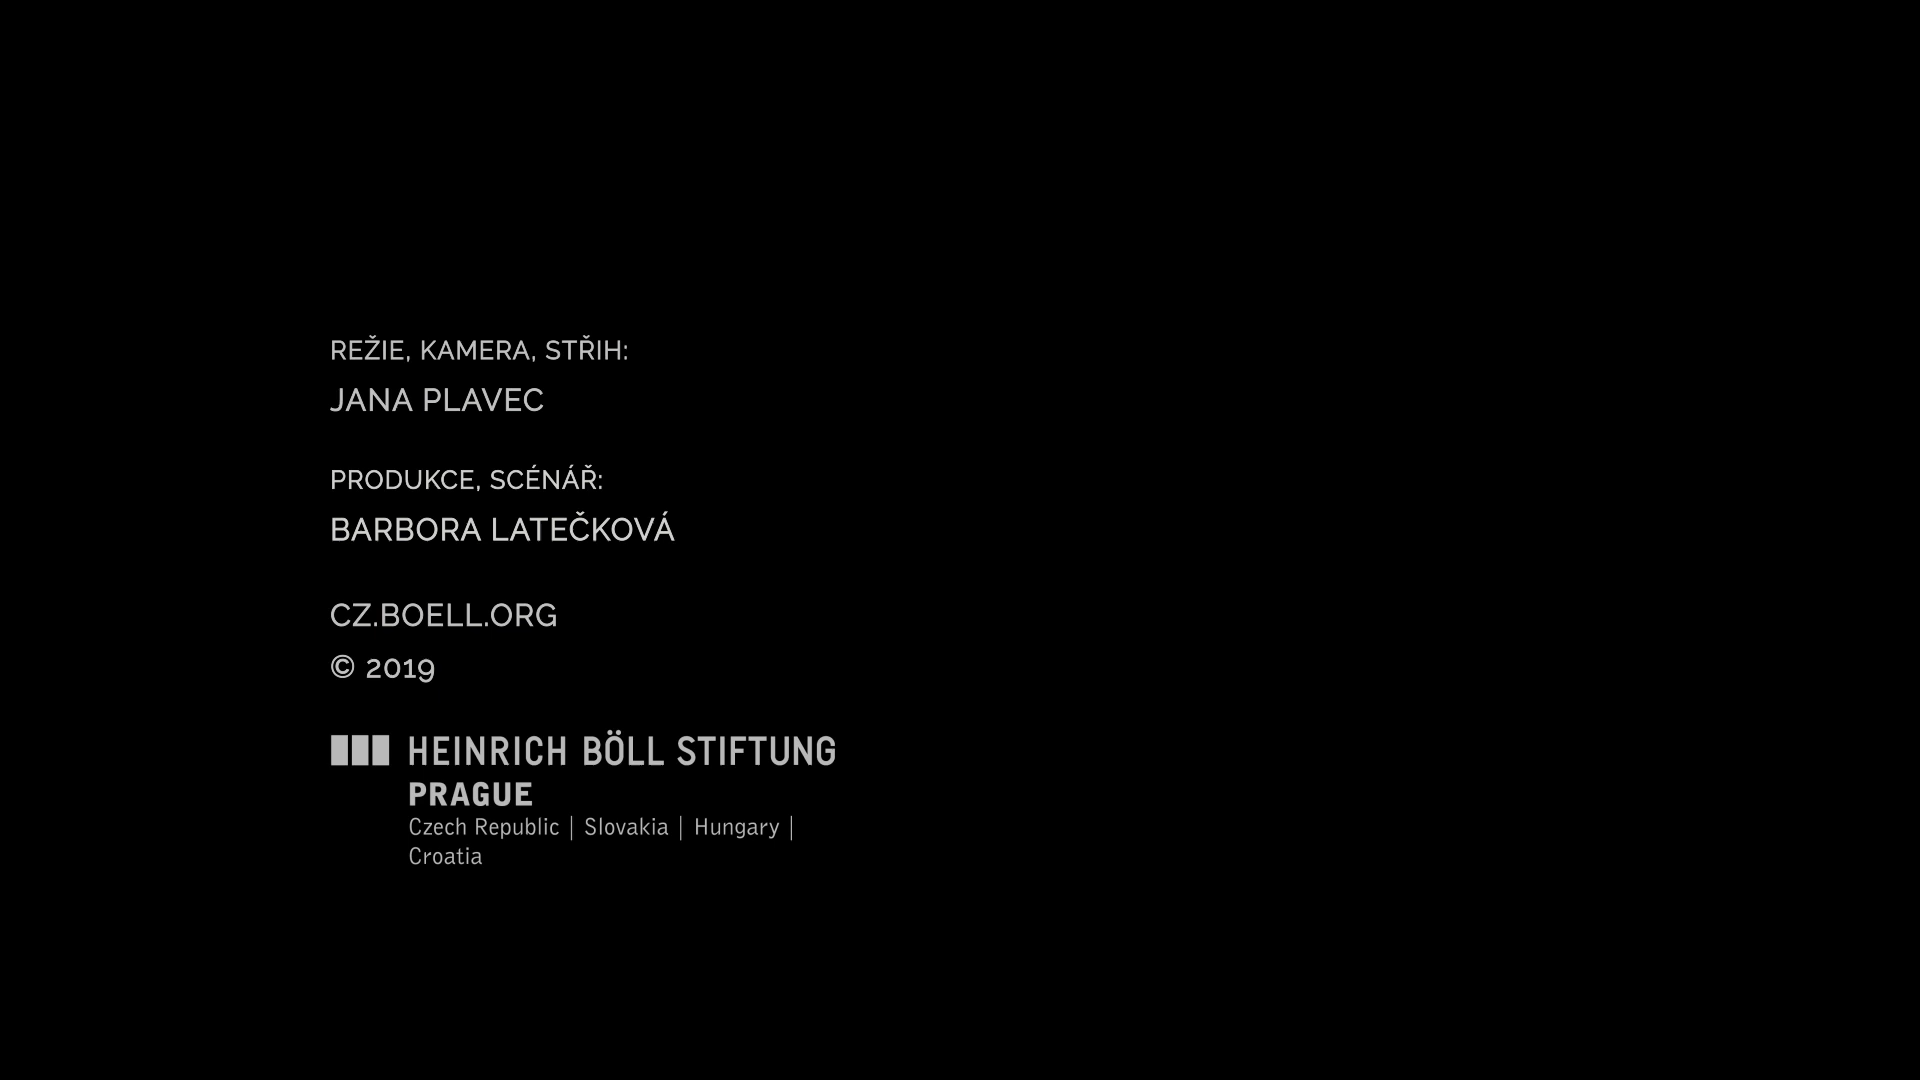 REŽIE, KAMERA, STŘIH:
JANA PLAVEC
PRODUKCE, SCÉNÁŘ:
BARBORA LATEČKOVÁ
CZ.BOELL.ORG
© 2019
HEINRICH BÖLL STIFTUNG
PRAGUE
Czech Republic | Slovakia | Hungary |
Croatia